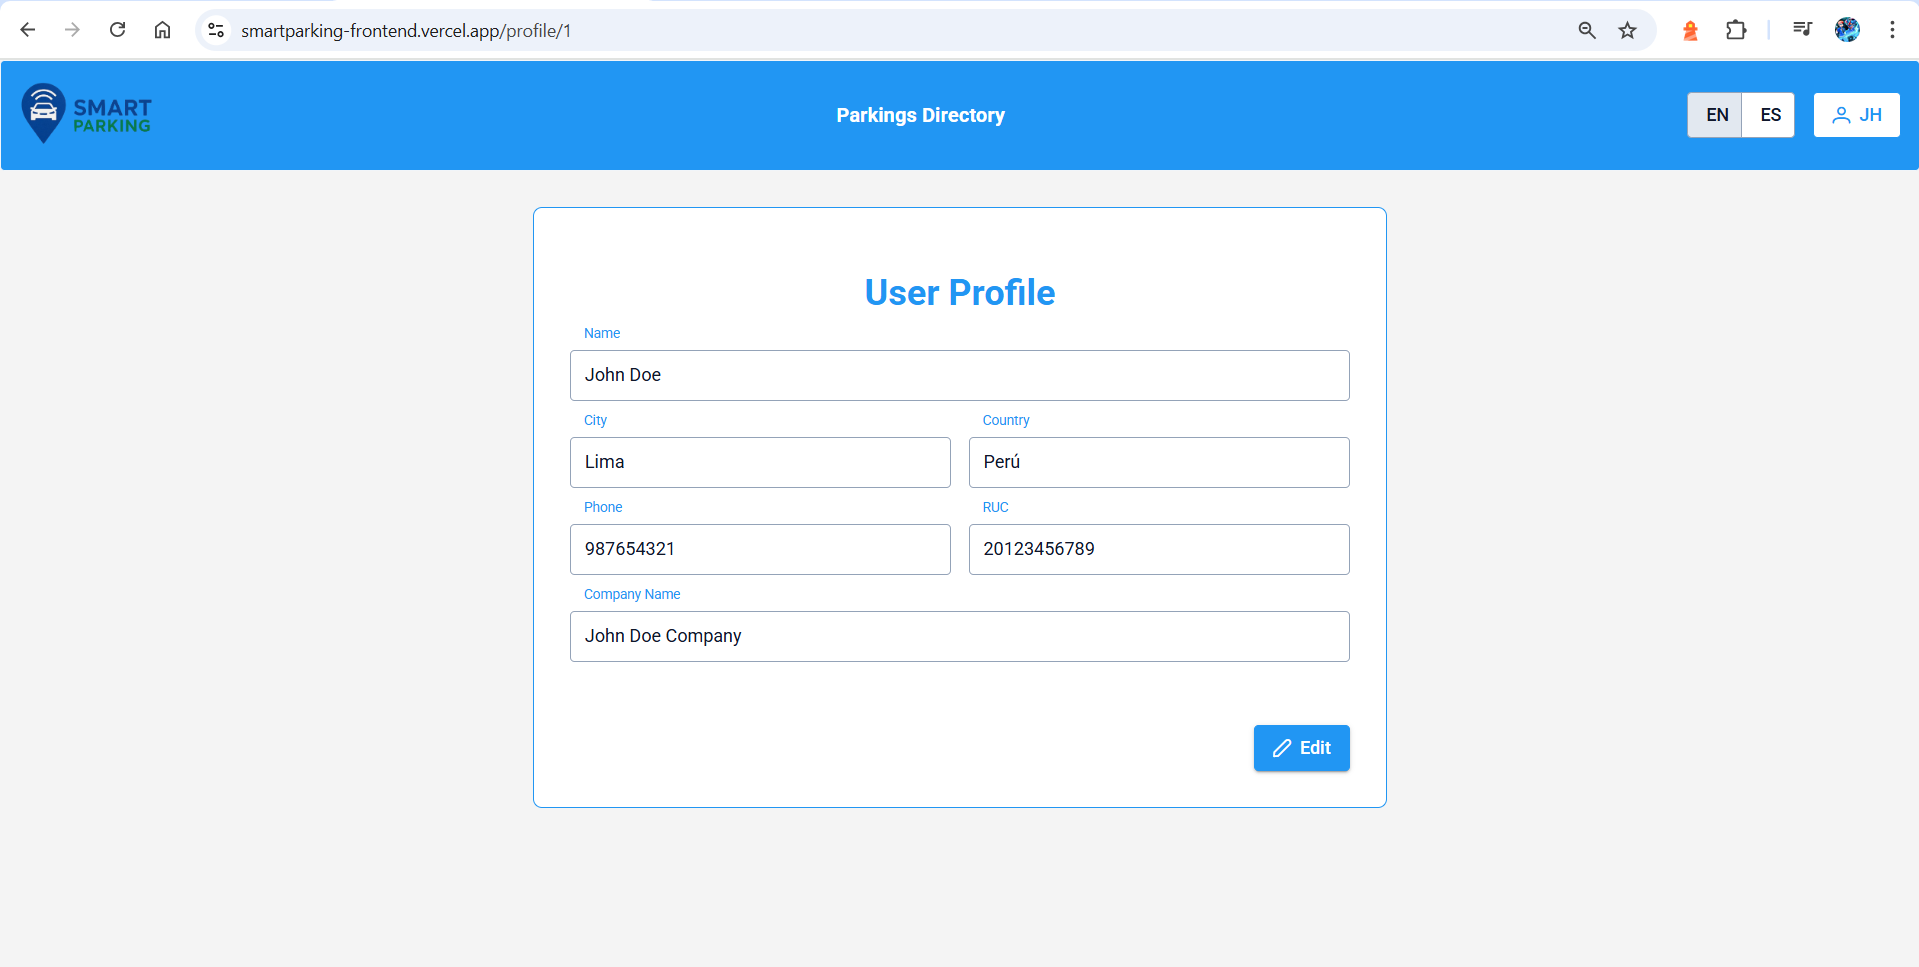 smartparking-frontend.vercel.app/profile/1
SMART
PARKING
Parkings Directory
EN
ES
JH
User Profile
Name
John Doe
City
Country
Lima
Perú
Phone
RUC
987654321
20123456789
Company Name
John Doe Company
Edit